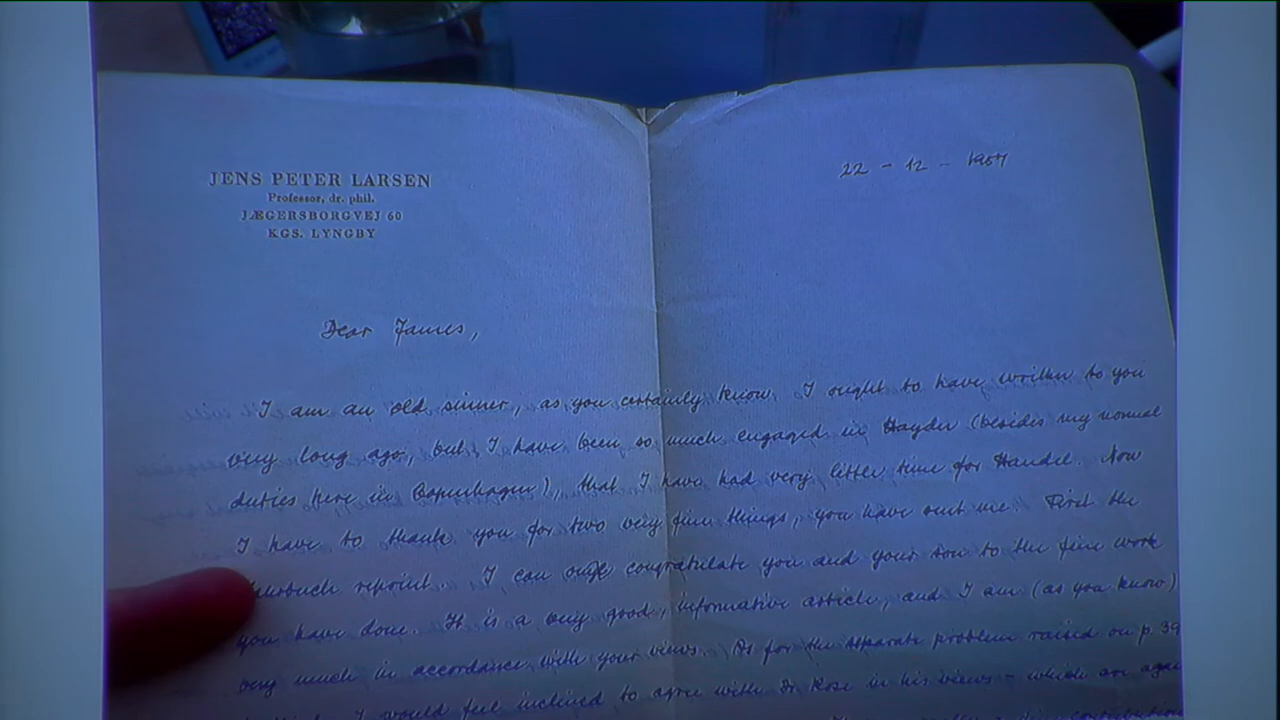 JENS PETER LARSEN
Professor, dr. phil.
JÆGERSBORGVEJ 60
KGS. LYNGBY
22 - 12 - 1957
Dear James,
I am an old sinner, as you certainly know. I ought to have written to you
very long ago, but I have been so much engaged in Haydn (besides my normal
duties here in Copenhagen), that I have had very little time for Handel. Now
I have to thank you for two very fine things, you have sent me. First the
reprint. I can only congratulate you and your son to the fine work
you have done. It is a very good, informative article, and I am (as you know)
very much in accordance with your views. (As for the separate problem raised on p. 39
I would feel inclined to agree with Dr. Rose in his views - which are